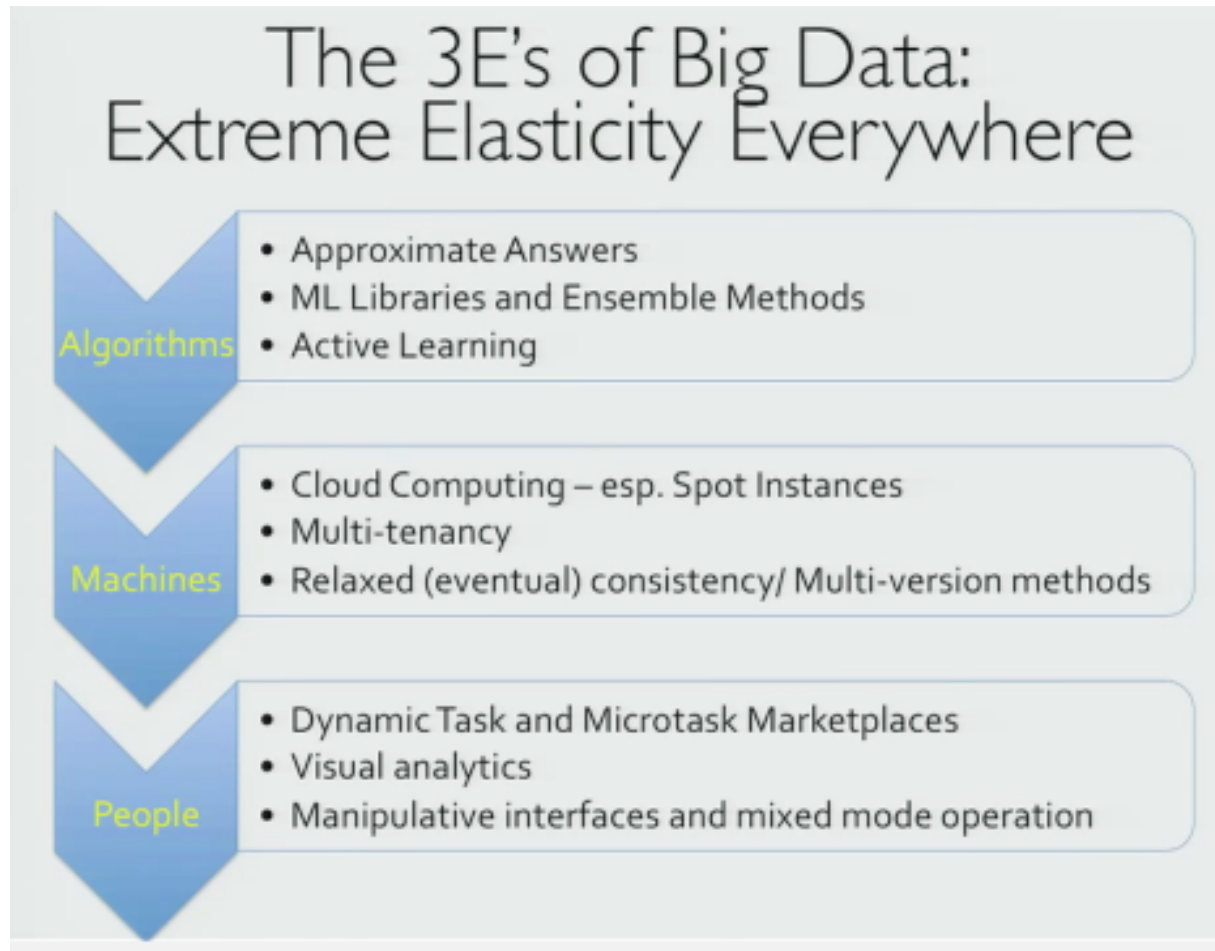 The 3E's of Big Data:
Extreme Elasticity Everywhere
Algorithms
• Approximate Answers
• ML Libraries and Ensemble Methods
• Active Learning
Machines
• Cloud Computing – esp. Spot Instances
• Multi-tenancy
• Relaxed (eventual) consistency/ Multi-version methods
People
• Dynamic Task and Microtask Marketplaces
• Visual analytics
• Manipulative interfaces and mixed mode operation